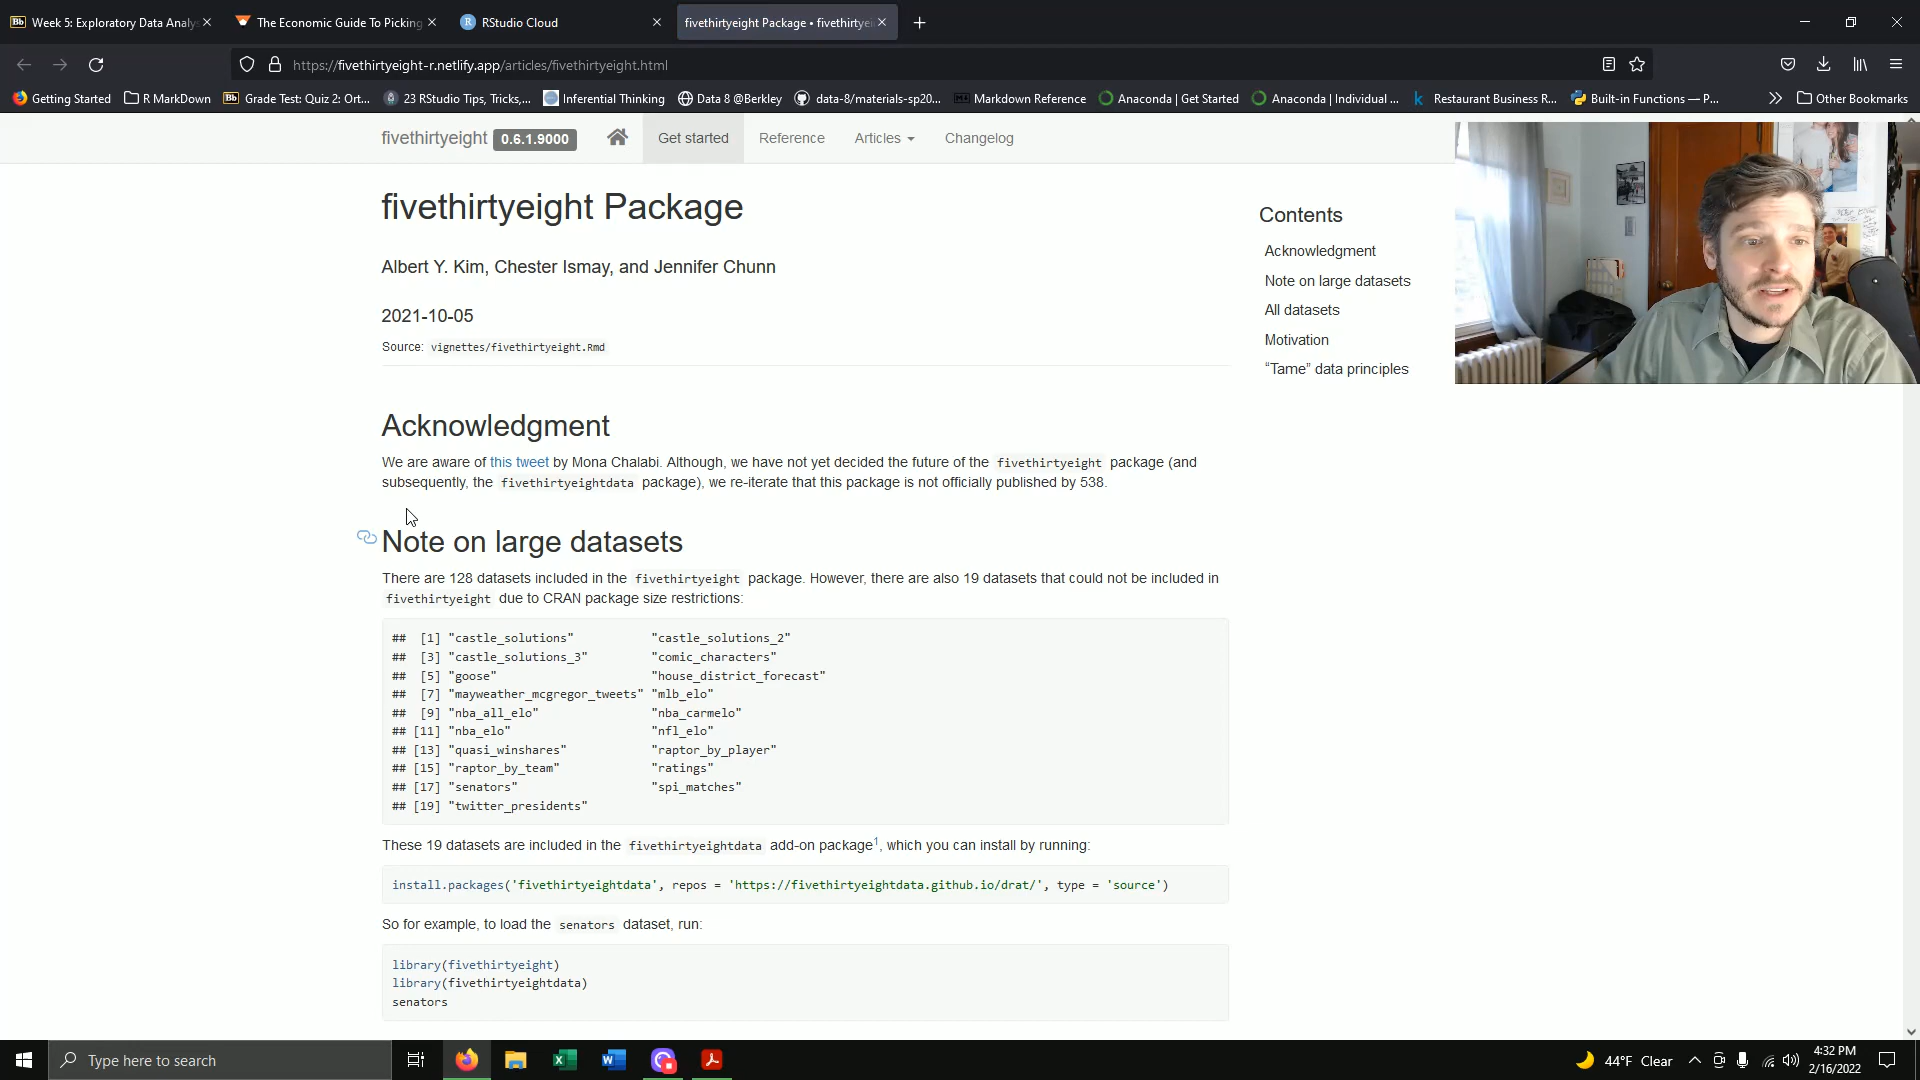 Week 5: Exploratory Data Analys
The Economic Guide To Picking
RStudio Cloud
fivethirtyeight Package • fivethirtyei
https://fivethirtyeight-r.netlify.app/articles/fivethirtyeight.html
Getting Started
R MarkDown
Bb
Grade Test: Quiz 2: Ort...
23 RStudio Tips, Tricks,...
Inferential Thinking
Data 8 @Berkley
data-8/materials-sp20...
Markdown Reference
Anaconda | Get Started
Anaconda | Individual ...
k
Restaurant Business R...
Built-in Functions — P...
Other Bookmarks
fivethirtyeight 0.6.1.9000
Get started
Reference
Articles
Changelog
fivethirtyeight Package
Albert Y. Kim, Chester Ismay, and Jennifer Chunn
2021-10-05
Source: vignettes/fivethirtyeight.Rmd
Contents
Acknowledgment
Note on large datasets
All datasets
Motivation
“Tame” data principles
Acknowledgment
We are aware of this tweet by Mona Chalabi. Although, we have not yet decided the future of the fivethirtyeight package (and
subsequently, the fivethirtyeightdata package), we re-iterate that this package is not officially published by 538.
Note on large datasets
There are 128 datasets included in the fivethirtyeight package. However, there are also 19 datasets that could not be included in
fivethirtyeight due to CRAN package size restrictions:
## [1] "castle_solutions" "castle_solutions_2"
## [3] "castle_solutions_3" "comic_characters"
## [5] "goose" "house_district_forecast"
## [7] "mayweather_mcgregor_tweets" "mlb_elo"
## [9] "nba_all_elo" "nba_carmelo"
## [11] "nba_elo" "nfl_elo"
## [13] "quasi_winshares" "raptor_by_player"
## [15] "raptor_by_team" "ratings"
## [17] "senators" "spi_matches"
## [19] "twitter_presidents"
These 19 datasets are included in the fivethirtyeightdata add-on package1, which you can install by running:
install.packages('fivethirtyeightdata', repos = 'https://fivethirtyeightdata.github.io/drat/', type = 'source')
So for example, to load the senators dataset, run:
library(fivethirtyeight)
library(fivethirtyeightdata)
senators
Type here to search
44°F Clear
4:32 PM
2/16/2022